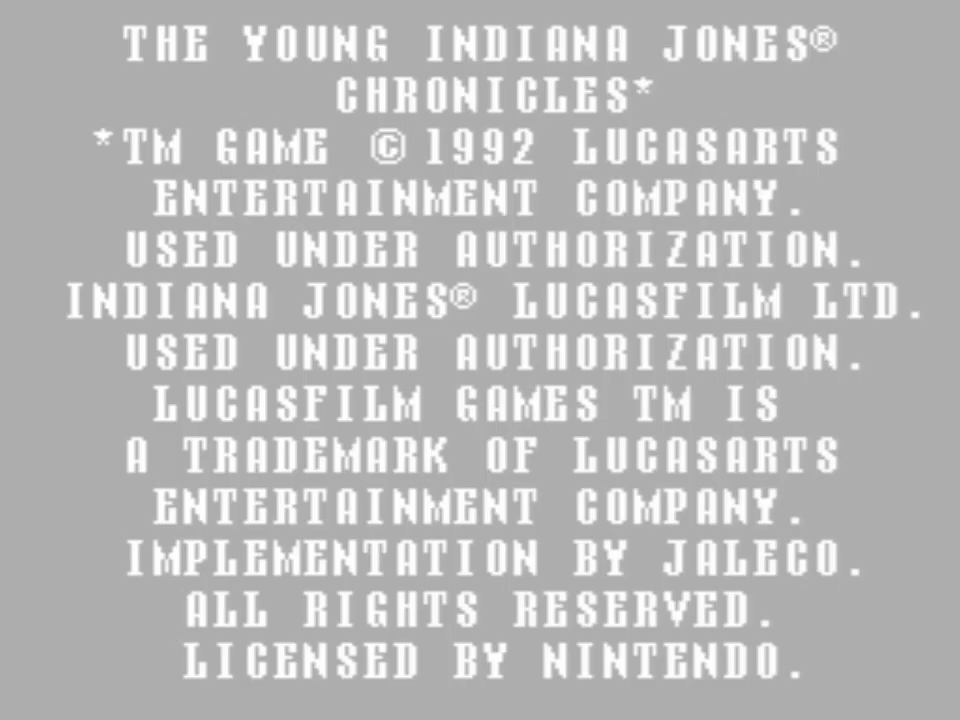 THE YOUNG INDIANA JONES®
CHRONICLES*
*TM GAME © 1992 LUCASARTS
ENTERTAINMENT COMPANY.
USED UNDER AUTHORIZATION.
INDIANA JONES® LUCASFILM LTD.
USED UNDER AUTHORIZATION.
LUCASFILM GAMES TM IS
A TRADEMARK OF LUCASARTS
ENTERTAINMENT COMPANY.
IMPLEMENTATION BY JALECO.
ALL RIGHTS RESERVED.
LICENSED BY NINTENDO.